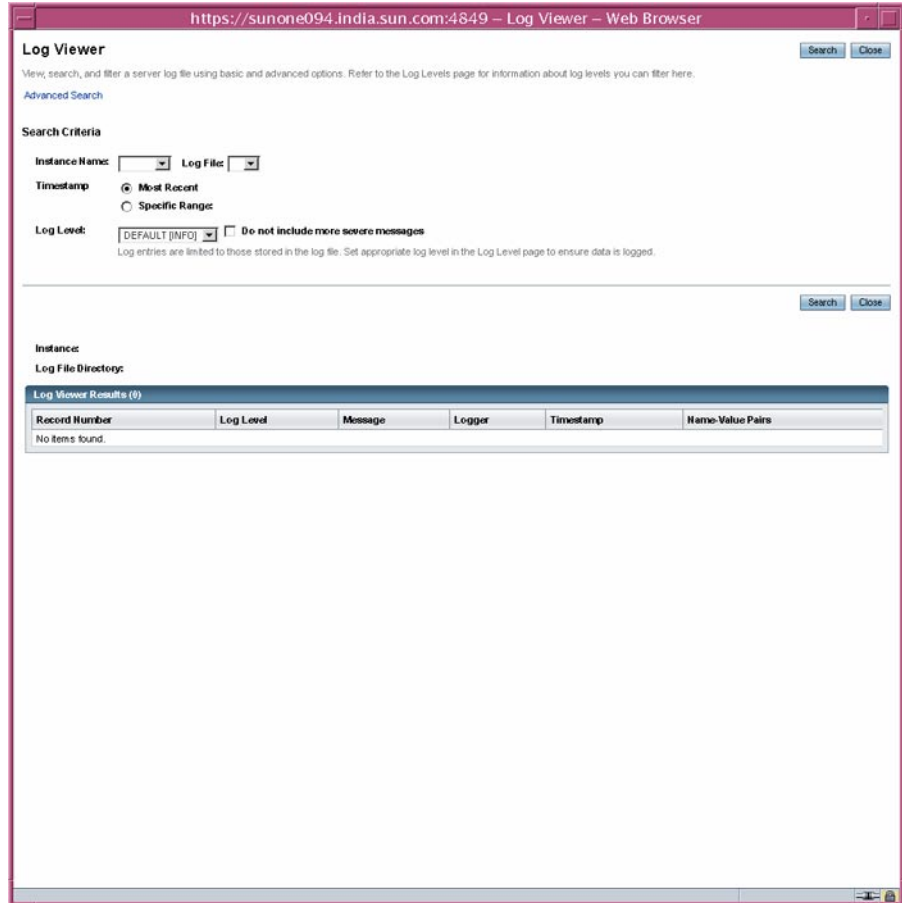 https://sunone094.india.sun.com:4849 – Log Viewer – Web Browser
Log Viewer
Search Close
View, search, and filter a server log file using basic and advanced options. Refer to the Log Levels page for information about log levels you can filter here.
Advanced Search
Search Criteria
Instance Name: Log File:
Timestamp Most Recent
Specific Range:
Log Level: DEFAULT [INFO] Do not include more severe messages
Log entries are limited to those stored in the log file. Set appropriate log level in the Log Level page to ensure data is logged.
Search Close
Instance:
Log File Directory:
Log Viewer Results (0)
Record Number Log Level Message Logger Timestamp Name-Value Pairs
No items found.